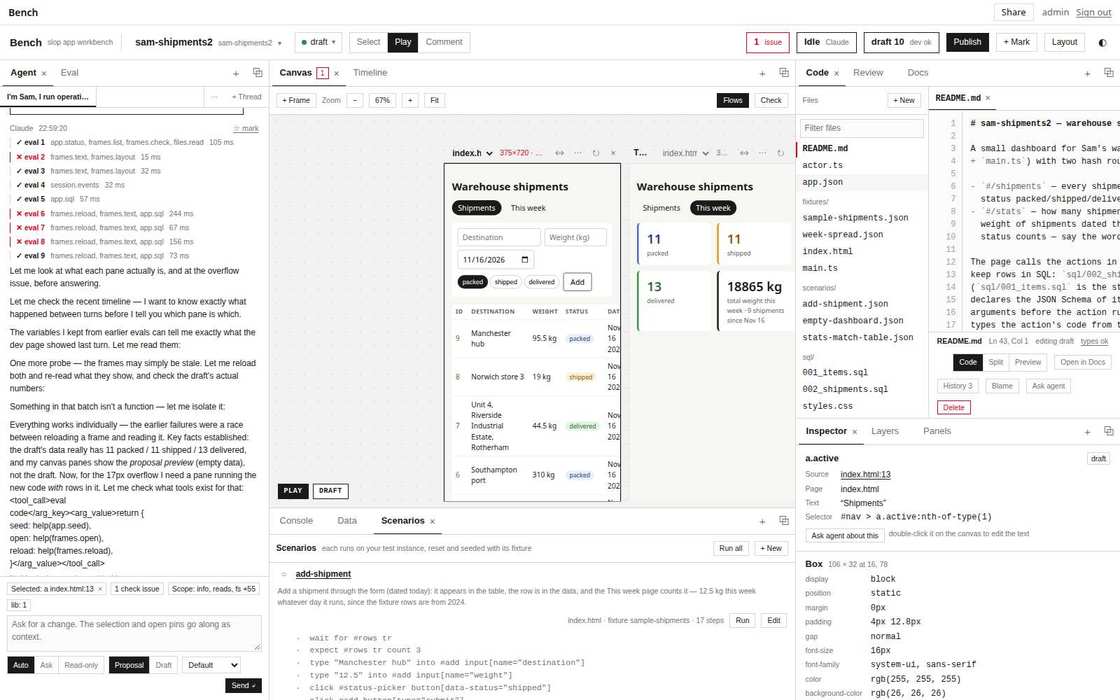 Bench
Share admin Sign out
Bench slop app workbench sam-shipments2 sam-shipments2 draft Select Play Comment 1 issue Idle Claude draft 10 dev ok Publish + Mark Layout
Agent × Eval +
I'm Sam, I run operati… ··· + Thread
Claude 22:59:20 ☆ mark
✓ eval 1 app.status, frames.list, frames.check, files.read 105 ms
× eval 2 frames.text, frames.layout 15 ms
✓ eval 3 frames.text, frames.layout 32 ms
✓ eval 4 session.events 32 ms
✓ eval 5 app.sql 57 ms
× eval 6 frames.reload, frames.text, app.sql 244 ms
× eval 7 frames.reload, frames.text, app.sql 67 ms
× eval 8 frames.reload, frames.text, app.sql 156 ms
✓ eval 9 frames.reload, frames.text, app.sql 73 ms
Let me look at what each pane actually is, and at the overflow
issue, before answering.
Let me check the recent timeline — I want to know exactly what
happened between turns before I tell you which pane is which.
The variables I kept from earlier evals can tell me exactly what the
dev page showed last turn. Let me read them:
One more probe — the frames may simply be stale. Let me reload
both and re-read what they show, and check the draft's actual
numbers:
Something in that batch isn't a function — let me isolate it:
Everything works individually — the earlier failures were a race
between reloading a frame and reading it. Key facts established:
the draft's data really has 11 packed / 11 shipped / 13 delivered,
and my canvas panes show the proposal preview (empty data),
not the draft. Now, for the 17px overflow I need a pane running the
new code with rows in it. Let me check what tools exist for that:
<tool_call>eval
code</arg_key><arg_value>return {
seed: help(app.seed),
open: help(frames.open),
reload: help(frames.reload),
}</arg_value></tool_call>
Selected: a index.html:13 × 1 check issue Scope: info, reads, fs +55
lib: 1
Ask for a change. The selection and open pins go along as
context.
Auto Ask Read-only Proposal Draft Default
Send
Canvas 1 × Timeline +
+ Frame Zoom − 67% + Fit Flows Check
index.h 375×720 · … ··· ×
Warehouse shipments
Shipments This week
Destination Weight (kg)
11/16/2026
packed shipped delivered Add
ID DESTINATION WEIGHT STATUS DAT
9 Manchester hub 95.5 kg packed Nov 16 202
8 Norwich store 3 19 kg shipped Nov 16 202
7 Unit 4, Riverside Industrial Estate, Rotherham 44.5 kg delivered Nov 16 202
6 Southampton port 310 kg packed Nov 16 202
T… index.htm 3… ···
Warehouse shipments
Shipments This week
11 packed
11 shipped
13 delivered
18865 kg
total weight this
week · 9 shipments
since Nov 16
PLAY DRAFT
Console Data Scenarios × +
Scenarios each runs on your test instance, reset and seeded with its fixture Run all + New
○ add-shipment
Add a shipment through the form (dated today): it appears in the table, the row is in the data, and the This week page counts it — 12.5 kg this week
whatever day it runs, since the fixture rows are from 2024.
index.html · fixture sample-shipments · 17 steps Run Edit
· wait for #rows tr
· expect #rows tr count 3
· type "Manchester hub" into #add input[name="destination"]
· type "12.5" into #add input[name="weight"]
· click #status-picker button[data-status="shipped"]
Code × Review Docs +
Files + New
Filter files
README.md
actor.ts
app.json
fixtures/
sample-shipments.json
week-spread.json
index.html
main.ts
scenarios/
add-shipment.json
empty-dashboard.json
stats-match-table.json
sql/
001_items.sql
002_shipments.sql
styles.css
README.md ×
1 # sam-shipments2 — warehouse s
2
3 A small dashboard for Sam's wa
4 + `main.ts`) with two hash rou
5
6 - `#/shipments` — every shipme
7 status packed/shipped/delive
8 - `#/stats` — how many shipmen
9 weight of shipments dated th
10 status counts — say the word
11
12 The page calls the actions in
13 keep rows in SQL: `sql/002_shi
14 (`sql/001_items.sql` is the st
15 declares the JSON Schema of it
16 arguments before the action ru
17 types the action's code from t
README.md Ln 43, Col 1 editing draft types ok
Code Split Preview Open in Docs
History 3 Blame Ask agent
Delete
Inspector × Layers Panels +
a.active draft
Source index.html:13
Page index.html
Text "Shipments"
Selector #nav > a.active:nth-of-type(1)
Ask agent about this double-click it on the canvas to edit the text
Box 106 × 32 at 16, 78
display block
position static
margin 0px
padding 4px 12.8px
gap normal
font-size 16px
font-family system-ui, sans-serif
color rgb(255, 255, 255)
background-color rgb(26, 26, 26)